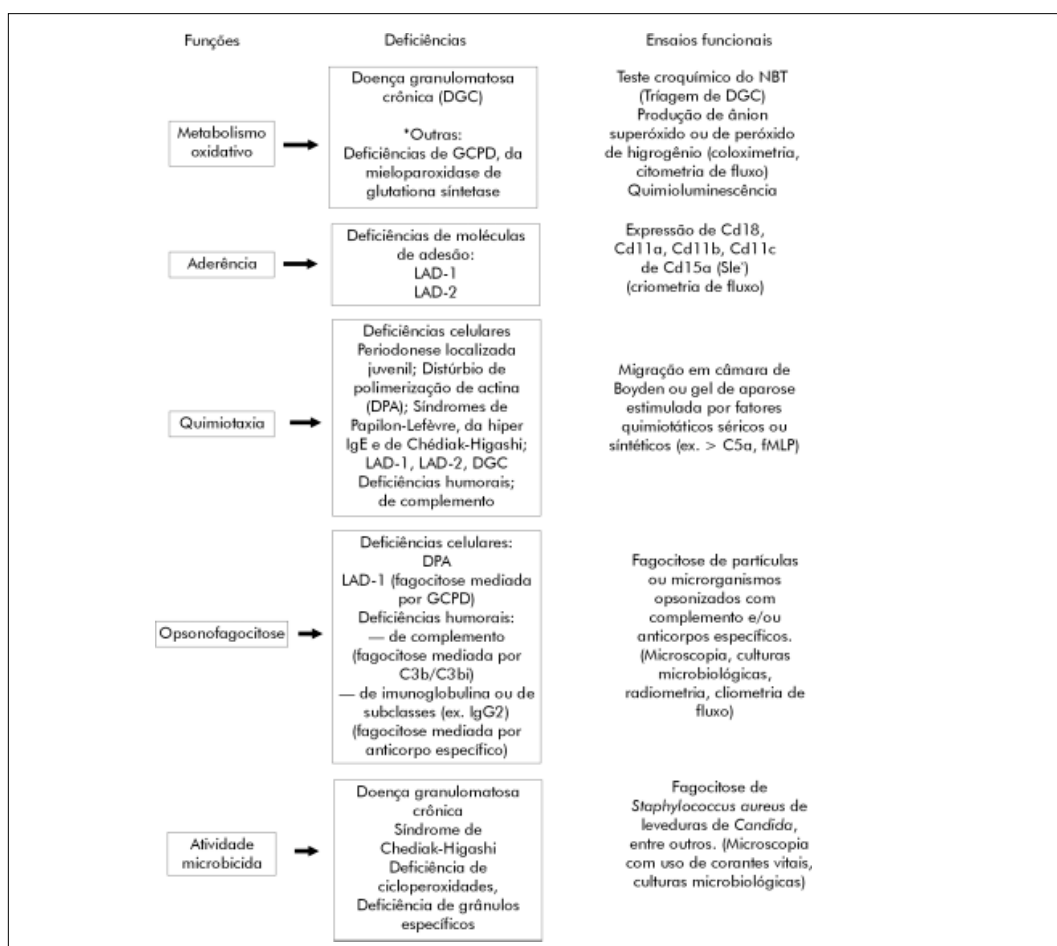 Funções
Deficiências
Ensaios funcionais
Metabolismo
oxidativo
Doença granulomatosa
crônica (DGC)
*Outras:
Deficiências de GCPD, da
mieloparoxidase de
glutationa síntetase
Teste croquímico do NBT
(Tríagem de DGC)
Produção de ânion
superóxido ou de peróxido
de higrogênio (coloximetria,
citometria de fluxo)
Quimioluminescência
Aderência
Deficiências de moléculas
de adesão:
LAD-1
LAD-2
Expressão de Cd18,
Cd11a, Cd11b, Cd11c
de Cd15a (Sle')
(criometria de fluxo)
Quimiotaxia
Deficiências celulares
Periodonese localizada
juvenil; Distúrbio de
polimerização de actina
(DPA); Síndromes de
Papilon-Lefèvre, da hiper
IgE e de Chédiak-Higashi;
LAD-1, LAD-2, DGC
Deficiências humorais;
de complemento
Migração em câmara de
Boyden ou gel de aparose
estimulada por fatores
quimiotáticos séricos ou
síntéticos (ex. > C5a, fMLP)
Opsonofagocitose
Deficiências celulares:
DPA
LAD-1 (fagocitose mediada
por GCPD)
Deficiências humorais:
— de complemento
(fagocitose mediada por
C3b/C3bi)
— de imunoglobulina ou de
subclasses (ex. IgG2)
(fagocitose mediada por
anticorpo específico)
Fagocitose de partículas
ou microrganismos
opsonizados com
complemento e/ou
anticorpos específicos.
(Microscopia, culturas
microbiológicas,
radiometria, cliometria de
fluxo)
Atividade
microbicida
Doença granulomatosa
crônica
Síndrome de
Chediak-Higashi
Deficiência de
cicloperoxidades,
Deficiência de grânulos
específicos
Fagocitose de
Staphylococcus aureus de
leveduras de Candida,
entre outros. (Microscopia
com uso de corantes vitais,
culturas microbiológicas)